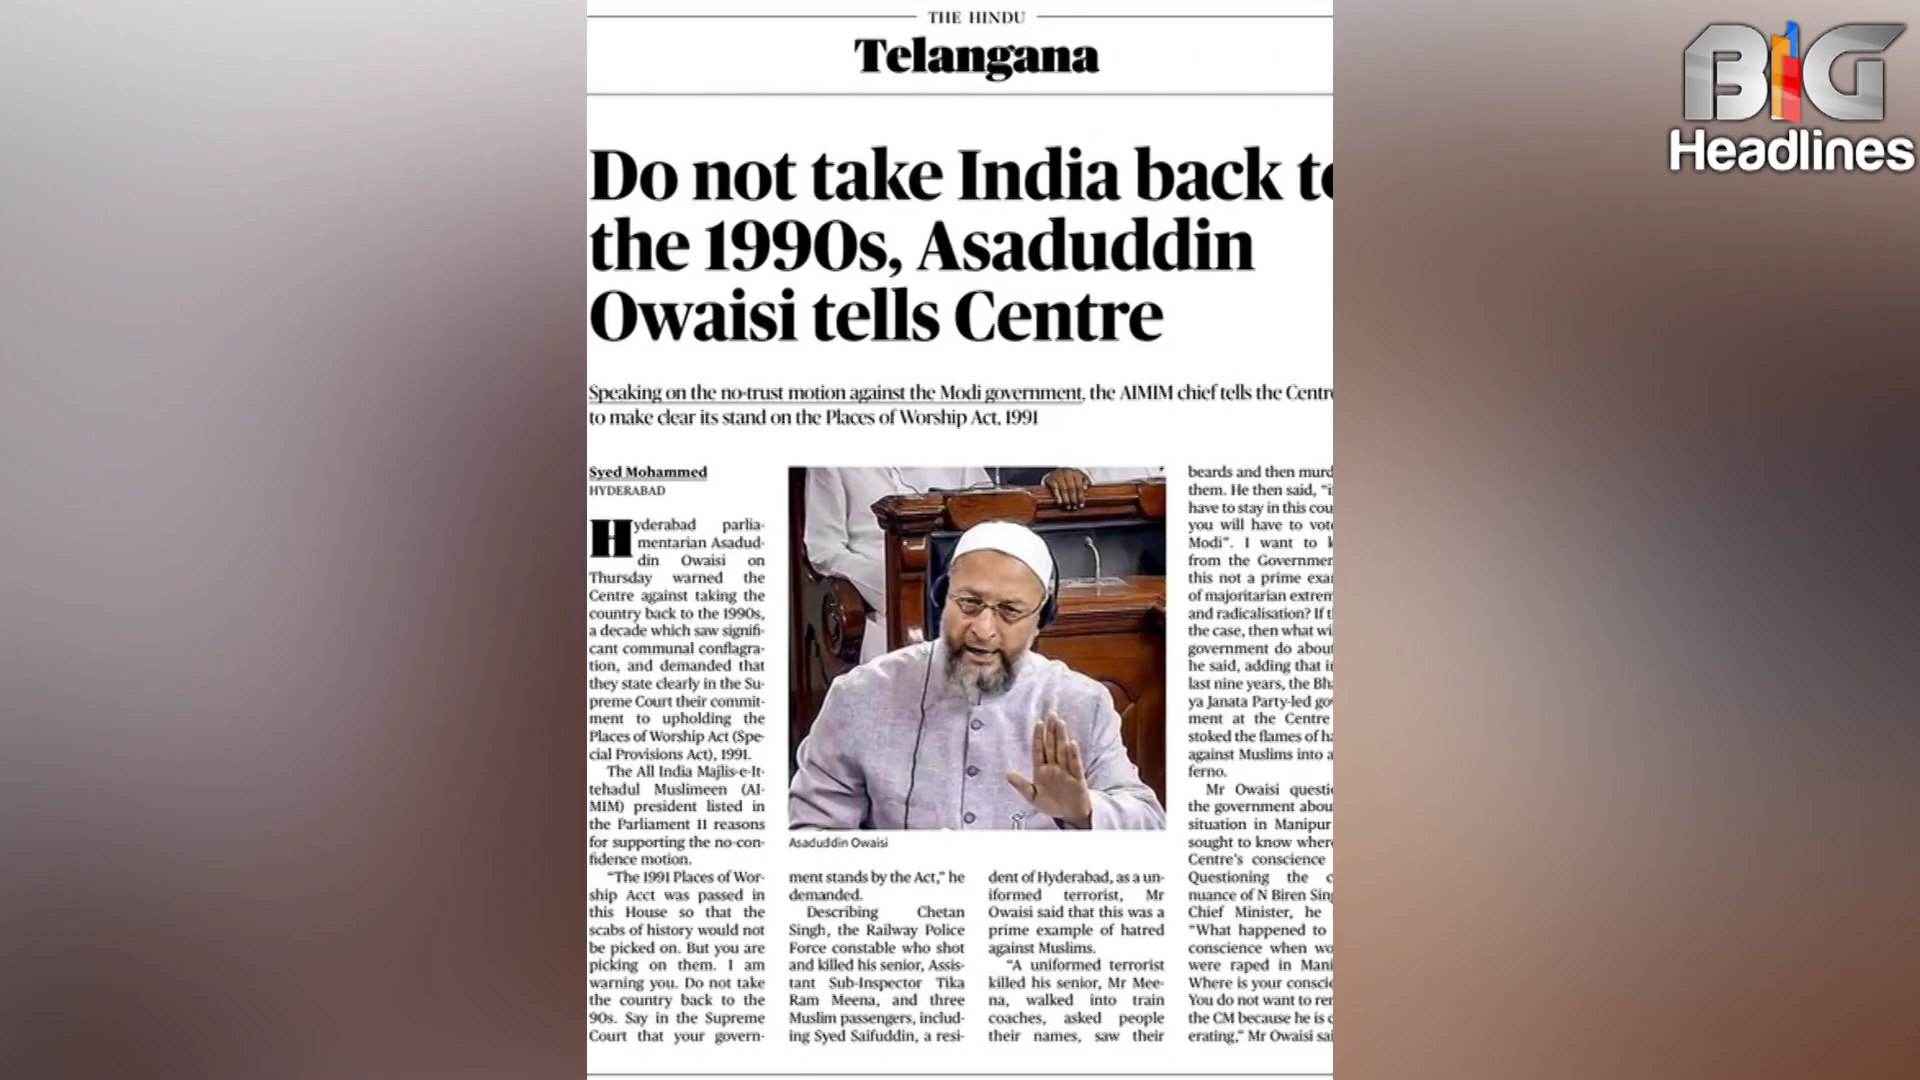 THE HINDU
Telangana
BIG
Headlines
Do not take India back to
the 1990s, Asaduddin
Owaisi tells Centre
Speaking on the no-trust motion against the Modi government, the AIMIM chief tells the Centre
to make clear its stand on the Places of Worship Act, 1991
Syed Mohammed
HYDERABAD
Hyderabad parlia-
mentarian Asadud-
din Owaisi on
Thursday warned the
Centre against taking the
country back to the 1990s,
a decade which saw signifi-
cant communal conflagra-
tion, and demanded that
they state clearly in the Su-
preme Court their commit-
ment to upholding the
Places of Worship Act (Spe-
cial Provisions Act), 1991.
The All India Majlis-e-It-
tehadul Muslimeen (AI-
MIM) president listed in
the Parliament 11 reasons
for supporting the no-con-
fidence motion.
“The 1991 Places of Wor-
ship Acct was passed in
this House so that the
scabs of history would not
be picked on. But you are
picking on them. I am
warning you. Do not take
the country back to the
90s. Say in the Supreme
Court that your govern-
Asaduddin Owaisi
ment stands by the Act,” he
demanded.
Describing Chetan
Singh, the Railway Police
Force constable who shot
and killed his senior, Assis-
tant Sub-Inspector Tika
Ram Meena, and three
Muslim passengers, includ-
ing Syed Saifuddin, a resi-
dent of Hyderabad, as a un-
iformed terrorist, Mr
Owaisi said that this was a
prime example of hatred
against Muslims.
“A uniformed terrorist
killed his senior, Mr Mee-
na, walked into train
coaches, asked people
their names, saw their
beards and then murd
them. He then said, “i
have to stay in this cou
you will have to vot
Modi”. I want to k
from the Governmen
this not a prime exa
of majoritarian extrem
and radicalisation? If t
the case, then what wi
government do about
he said, adding that i
last nine years, the Bha
ya Janata Party-led gov
ment at the Centre
stoked the flames of ha
against Muslims into a
ferno.
Mr Owaisi questi
the government abou
situation in Manipur
sought to know where
Centre’s conscience
Questioning the c
nuance of N Biren Sing
Chief Minister, he
“What happened to
conscience when wo
were raped in Mani
Where is your conscie
You do not want to rem
the CM because he is c
erating,” Mr Owaisi sai